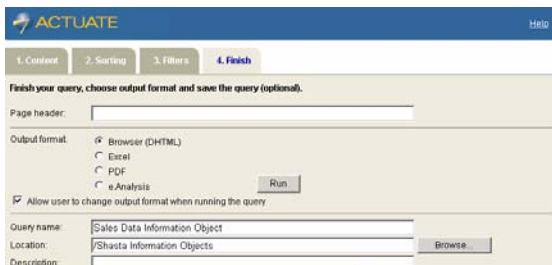 ACTUATE
Help
1. Content 2. Sorting 3. Filters 4. Finish
Finish your query, choose output format and save the query (optional).
Page header:
Output format: Browser (DHTML)
Excel
PDF
e.Analysis Run
Allow user to change output format when running the query
Query name: Sales Data Information Object
Location: /Shasta Information Objects Browse...
Description: